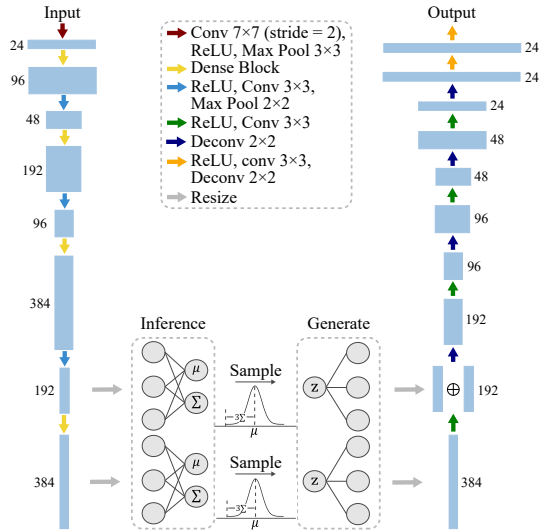 Input
24
96
48
192
96
384
192
384
Conv 7×7 (stride = 2),
ReLU, Max Pool 3×3
Dense Block
ReLU, Conv 3×3,
Max Pool 2×2
ReLU, Conv 3×3
Deconv 2×2
ReLU, conv 3×3,
Deconv 2×2
Resize
Inference
μ
Σ
μ
Σ
Sample
−3Σ
μ
Sample
−3Σ
μ
Generate
z
z
Output
24
24
24
48
48
96
96
192
⊕
192
384